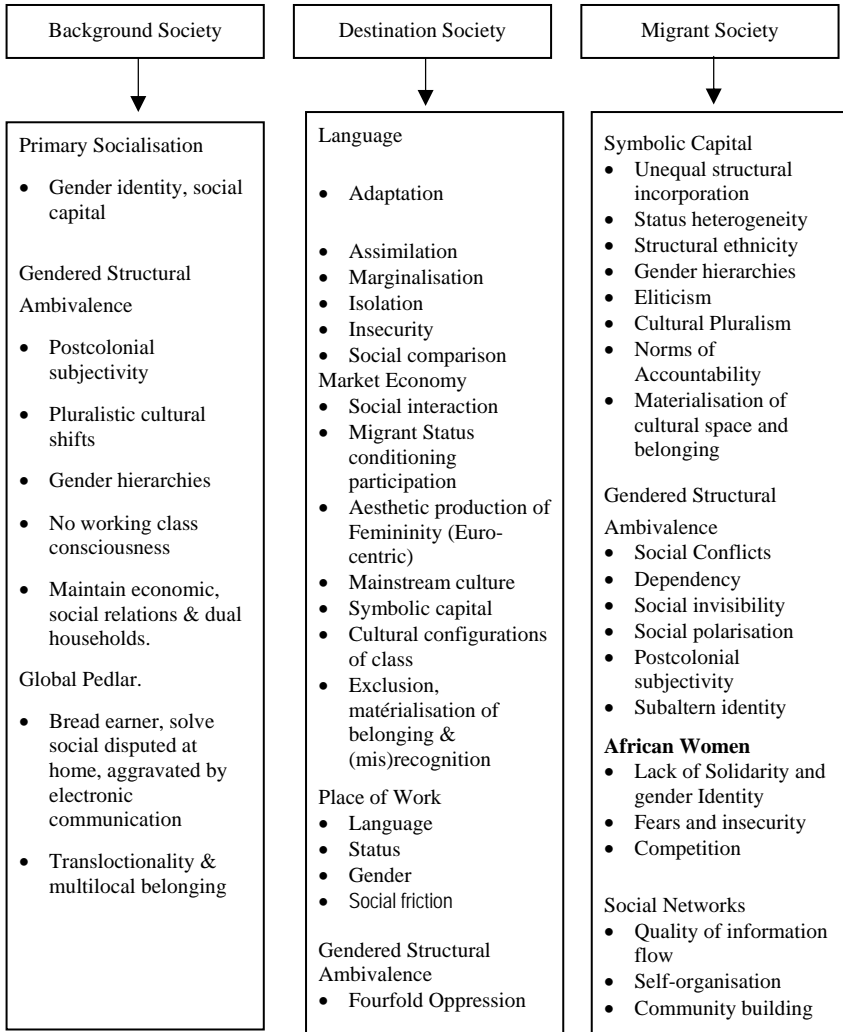 Background Society
Primary Socialisation
• Gender identity, social
capital
Gendered Structural
Ambivalence
• Postcolonial
subjectivity
• Pluralistic cultural
shifts
• Gender hierarchies
• No working class
consciousness
• Maintain economic,
social relations & dual
households.
Global Pedlar.
• Bread earner, solve
social disputed at
home, aggravated by
electronic
communication
• Transloctionality &
multilocal belonging
Destination Society
Language
• Adaptation
• Assimilation
• Marginalisation
• Isolation
• Insecurity
• Social comparison
Market Economy
• Social interaction
• Migrant Status
conditioning
participation
• Aesthetic production of
Femininity (Euro-
centric)
• Mainstream culture
• Symbolic capital
• Cultural configurations
of class
• Exclusion,
matérialisation of
belonging &
(mis)recognition
Place of Work
• Language
• Status
• Gender
• Social friction
Gendered Structural
Ambivalence
• Fourfold Oppression
Migrant Society
Symbolic Capital
• Unequal structural
incorporation
• Status heterogeneity
• Structural ethnicity
• Gender hierarchies
• Eliticism
• Cultural Pluralism
• Norms of
Accountability
• Materialisation of
cultural space and
belonging
Gendered Structural
Ambivalence
• Social Conflicts
• Dependency
• Social invisibility
• Social polarisation
• Postcolonial
subjectivity
• Subaltern identity
African Women
• Lack of Solidarity and
gender Identity
• Fears and insecurity
• Competition
Social Networks
• Quality of information
flow
• Self-organisation
• Community building